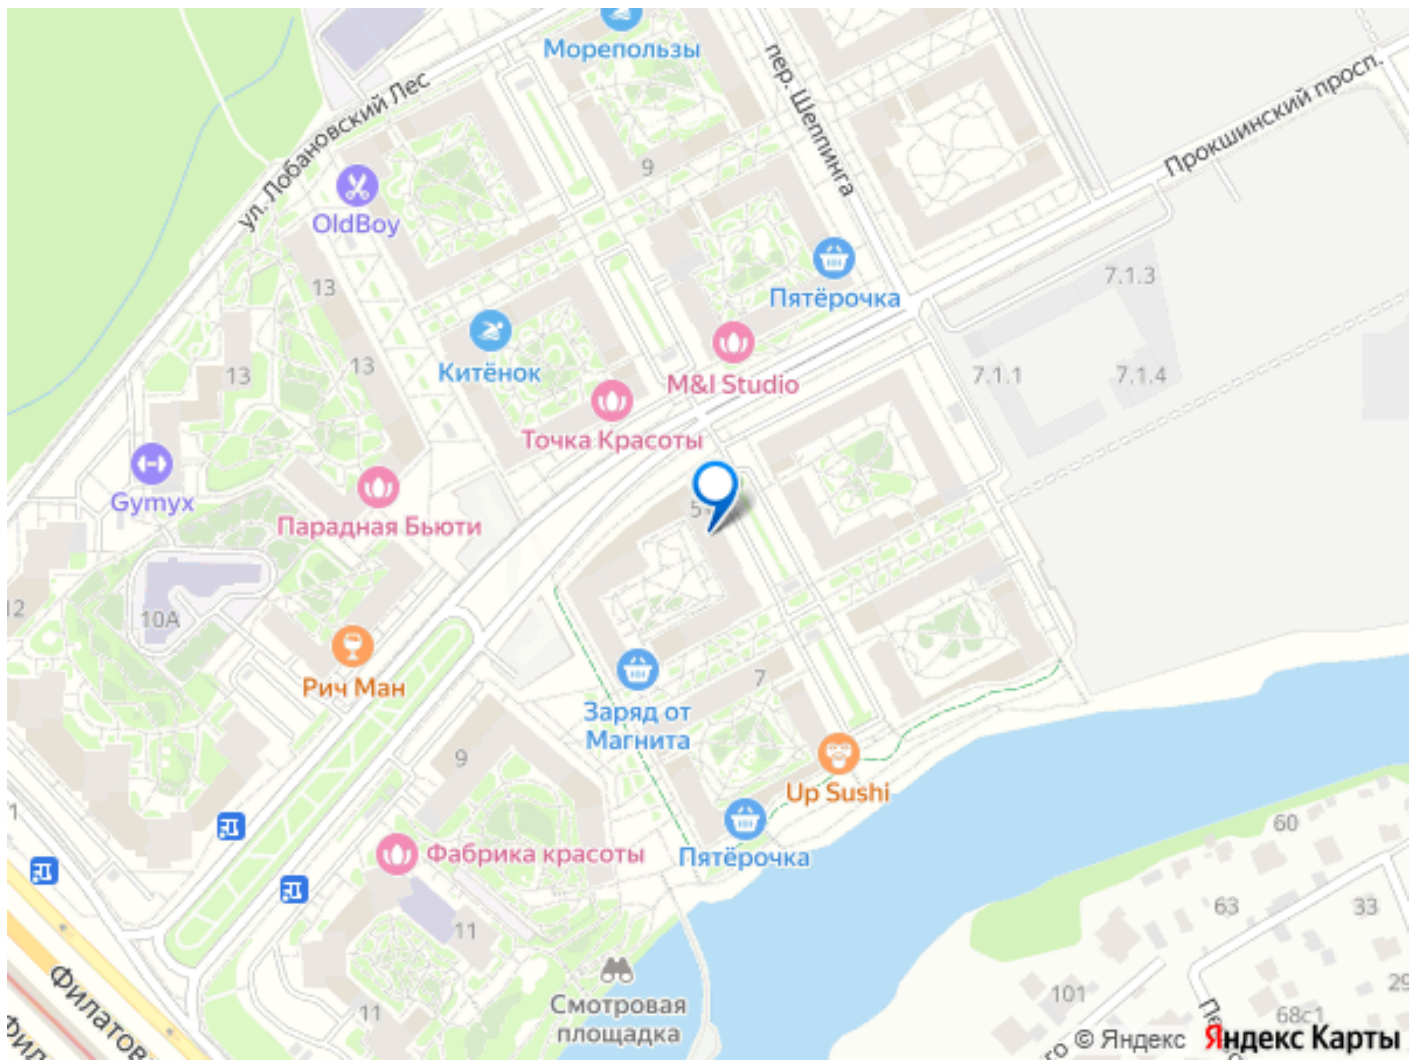 Морепользы
пер. Шеппинга
Прокшинский просп.
ул. Лобановский Лес
9
OldBoy
7.1.3
Пятёрочка
13
Китёнок
13
13
M&I Studio
7.1.1
7.1.4
Точка Красоты
Gymyx
Парадная Бьюти
5
12
10А
Рич Ман
7
Заряд от
Магнита
9
Up Sushi
1
60
Фабрика красоты
Пятёрочка
63
33
11
Филатов
Смотровая
площадка
101
11
29
68с1
© Яндекс
Яндекс Карты